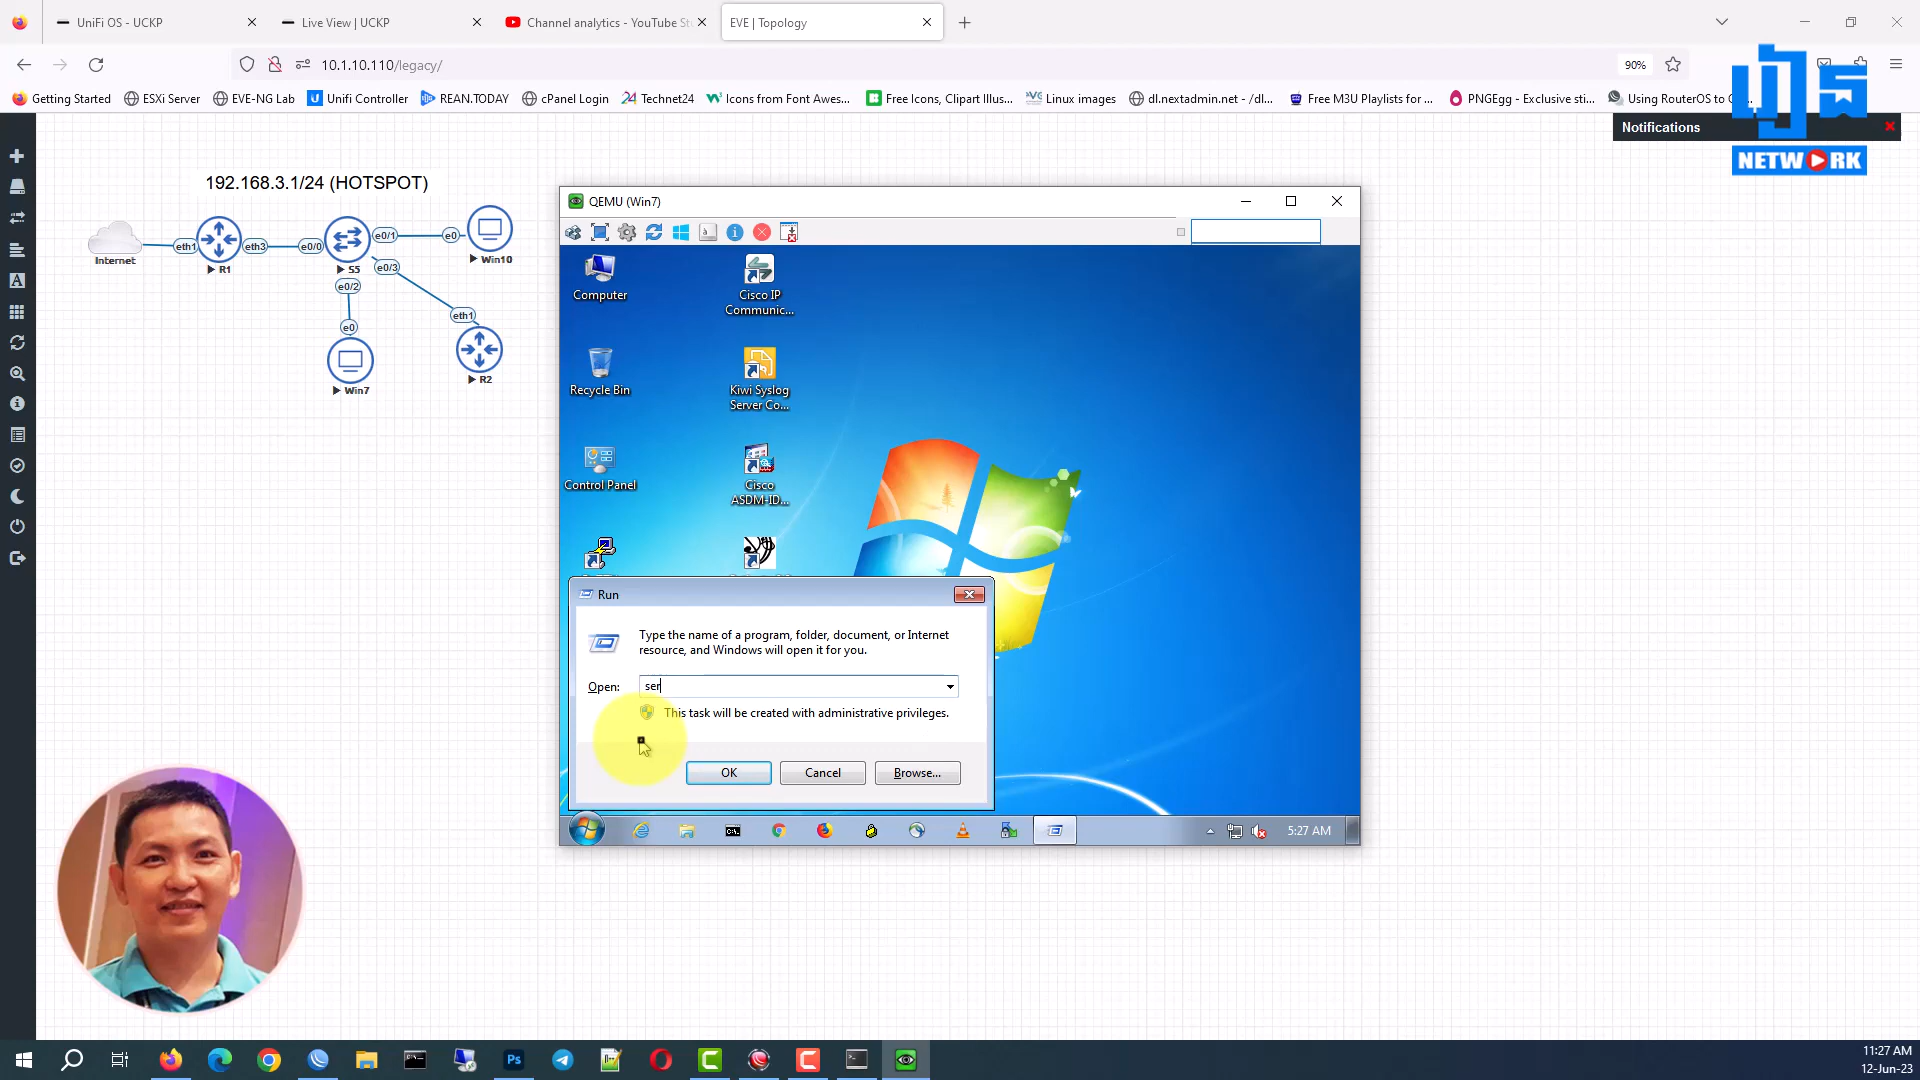 UniFi OS - UCKP
Live View | UCKP
Channel analytics - YouTube St
EVE | Topology
10.1.10.110/legacy/
90%
Getting Started
ESXi Server
EVE-NG Lab
Unifi Controller
REAN.TODAY
cPanel Login
Technet24
Icons from Font Awes...
Free Icons, Clipart Illus...
Linux images
dl.nextadmin.net - /dl...
Free M3U Playlists for ...
PNGEgg - Exclusive sti...
Using RouterOS to
NETWORK
Notifications
192.168.3.1/24 (HOTSPOT)
Internet
eth1
R1
eth3
e0/0
S5
e0/1
e0
Win10
e0/3
e0/2
eth1
e0
R2
Win7
QEMU (Win7)
Computer
Cisco IP
Communic...
Recycle Bin
Kiwi Syslog
Server Co...
Control Panel
Cisco
ASDM-ID...
Run
Type the name of a program, folder, document, or Internet
resource, and Windows will open it for you.
Open:
ser
This task will be created with administrative privileges.
OK
Cancel
Browse...
5:27 AM
11:27 AM
12-Jun-23